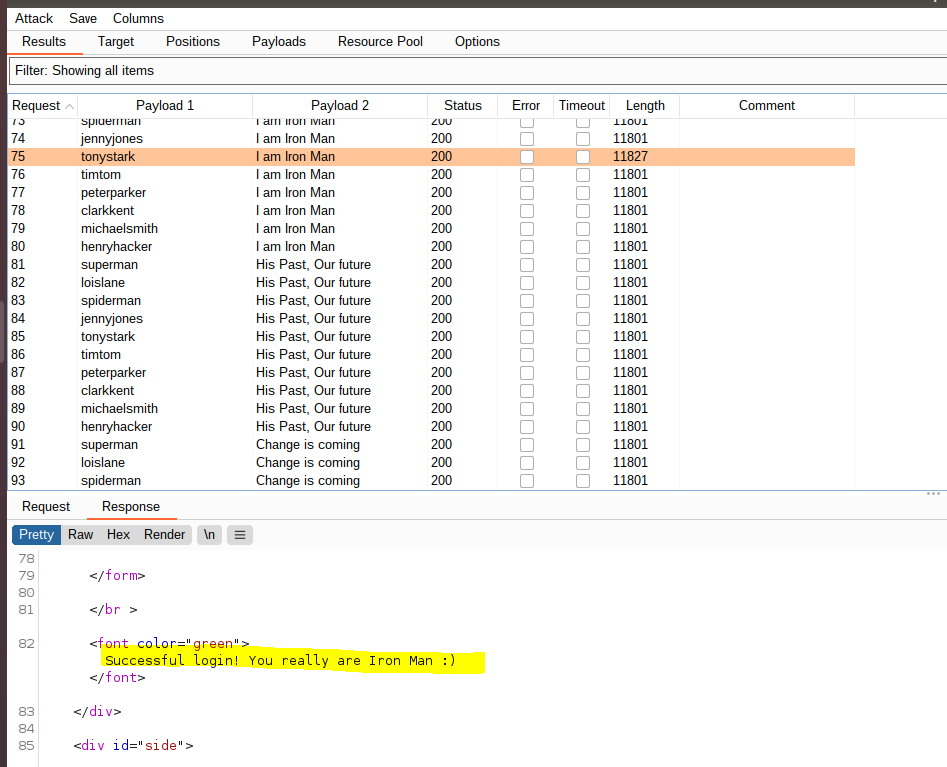 Attack Save Columns
Results Target Positions Payloads Resource Pool Options
Filter: Showing all items
Request Payload 1 Payload 2 Status Error Timeout Length Comment
73 spiderman I am Iron Man 200 11801
74 jennyjones I am Iron Man 200 11801
75 tonystark I am Iron Man 200 11827
76 timtom I am Iron Man 200 11801
77 peterparker I am Iron Man 200 11801
78 clarkkent I am Iron Man 200 11801
79 michaelsmith I am Iron Man 200 11801
80 henryhacker I am Iron Man 200 11801
81 superman His Past, Our future 200 11801
82 loislane His Past, Our future 200 11801
83 spiderman His Past, Our future 200 11801
84 jennyjones His Past, Our future 200 11801
85 tonystark His Past, Our future 200 11801
86 timtom His Past, Our future 200 11801
87 peterparker His Past, Our future 200 11801
88 clarkkent His Past, Our future 200 11801
89 michaelsmith His Past, Our future 200 11801
90 henryhacker His Past, Our future 200 11801
91 superman Change is coming 200 11801
92 loislane Change is coming 200 11801
93 spiderman Change is coming 200 11801
Request Response
Pretty Raw Hex Render \n
78
79 </form>
80
81 </br >
82 <font color="green">
Successful login! You really are Iron Man :)
</font>
83 </div>
84
85 <div id="side">